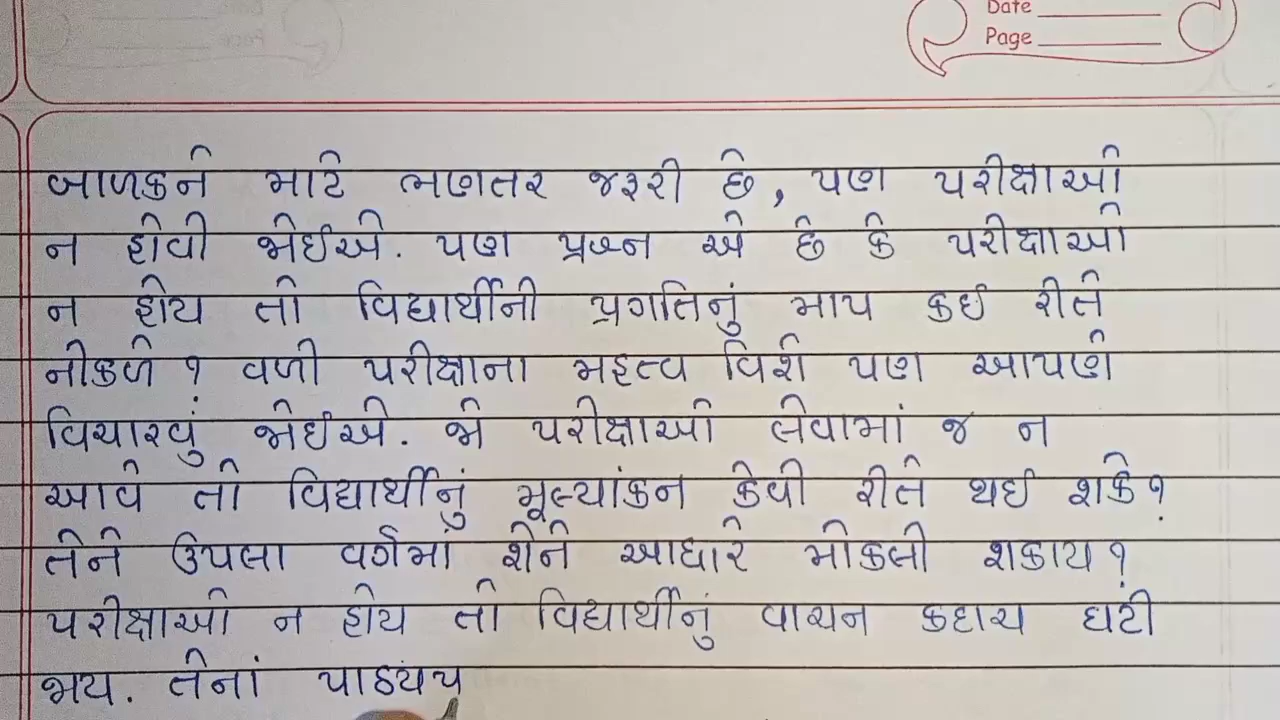 Date
Page
બાળકને માટે ભણતર જરૂરી છે, પણ પરીક્ષાઓ
ન હોવી જોઈએ. પણ પ્રશ્ન એ છે કે પરીક્ષાઓ
ન હોય તો વિદ્યાર્થીની પ્રગતિનું માપ કઈ રીતે
નીકળે ? વળી પરીક્ષાના મહત્વ વિશે પણ આપણે
વિચારવું જોઈએ. જો પરીક્ષાઓ લેવામાં જ ન
આવે તો વિદ્યાર્થીનું મૂલ્યાંકન કેવી રીતે થઈ શકે ?
તેને ઉપલા વર્ગમાં શેને આધારે મોકલી શકાય ?
પરીક્ષાઓ ન હોય તો વિદ્યાર્થીનું વાચન કદાચ ઘટી
જાય. તેનાં